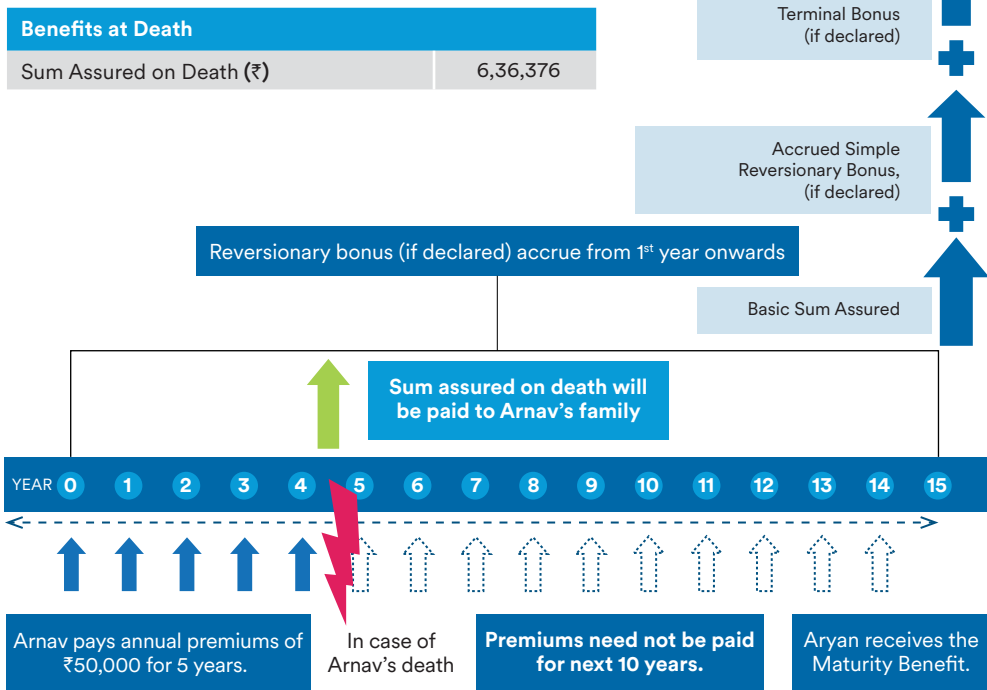 Terminal Bonus
(if declared)
Benefits at Death
Sum Assured on Death (₹) 6,36,376
Accrued Simple
Reversionary Bonus,
(if declared)
Reversionary bonus (if declared) accrue from 1st year onwards
Basic Sum Assured
Sum assured on death will
be paid to Arnav's family
YEAR 0 1 2 3 4 5 6 7 8 9 10 11 12 13 14 15
Arnav pays annual premiums of
₹50,000 for 5 years.
In case of
Arnav's death
Premiums need not be paid
for next 10 years.
Aryan receives the
Maturity Benefit.